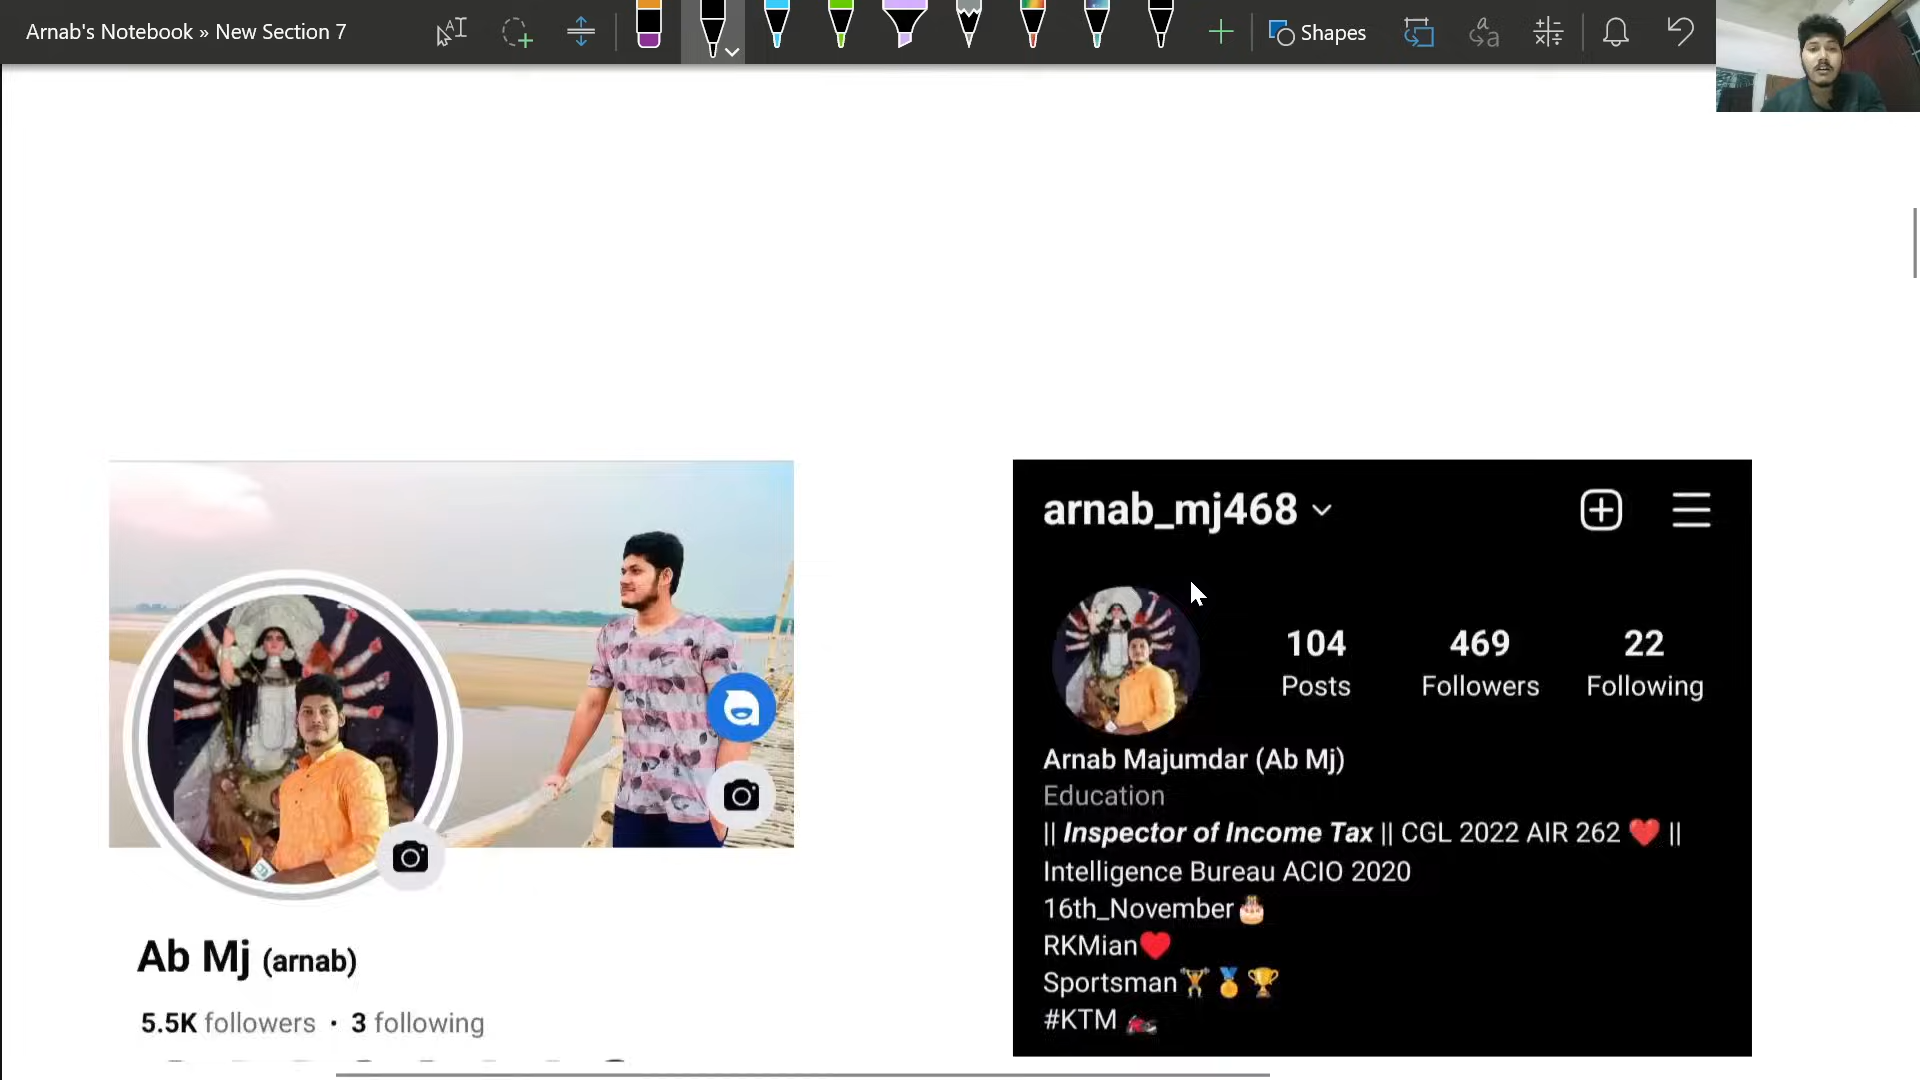 Arnab's Notebook » New Section 7
Shapes
arnab_mj468
104 469 22
Posts Followers Following
Arnab Majumdar (Ab Mj)
Education
|| Inspector of Income Tax || CGL 2022 AIR 262 ❤️ ||
Intelligence Bureau ACIO 2020
16th_November🎂
RKMian❤️
Sportsman🏋️🏅🏆
#KTM 🏍️
Ab Mj (arnab)
5.5K followers · 3 following